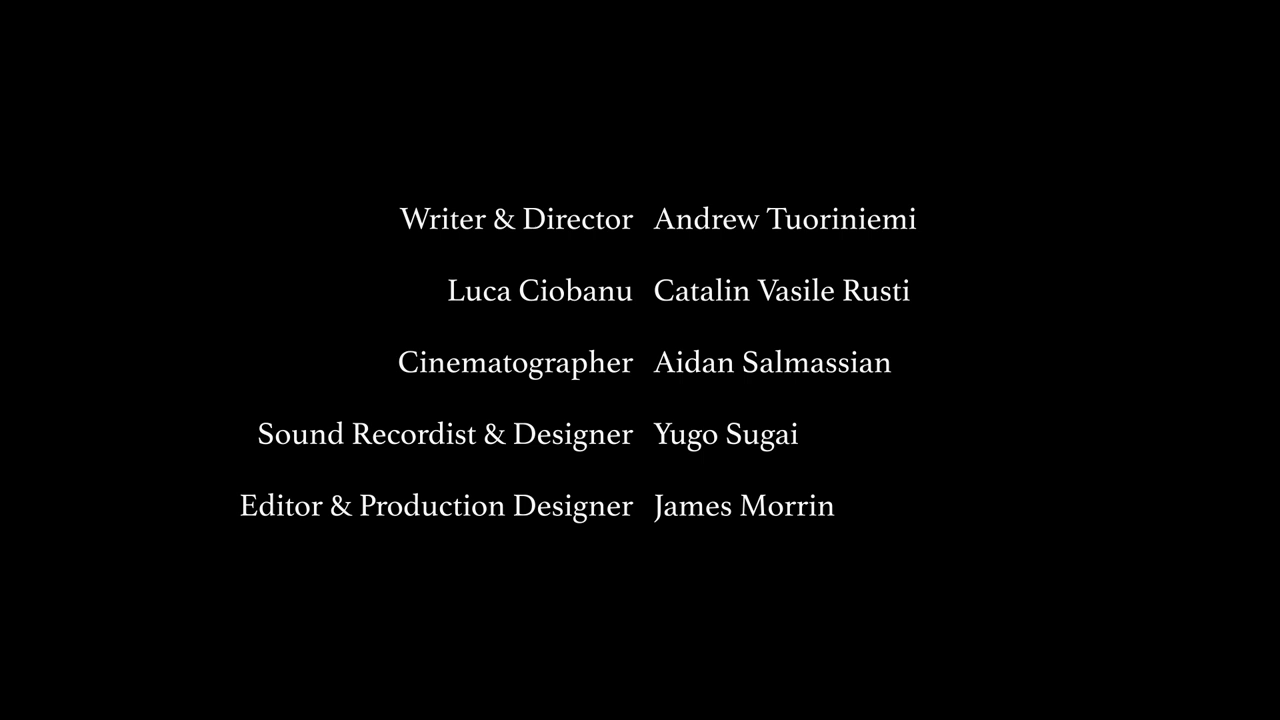 Writer & Director Andrew Tuoriniemi
Luca Ciobanu Catalin Vasile Rusti
Cinematographer Aidan Salmassian
Sound Recordist & Designer Yugo Sugai
Editor & Production Designer James Morrin